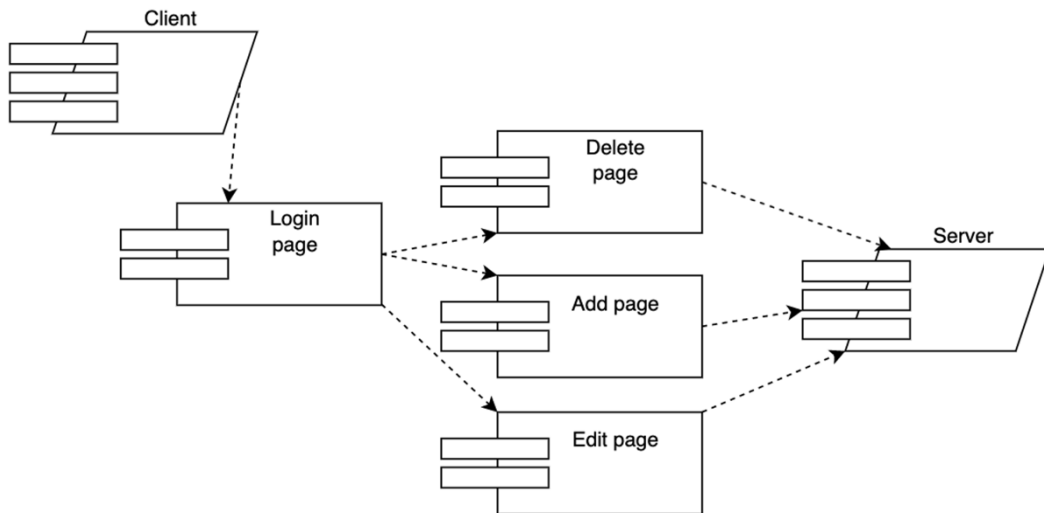 Client
Login
page
Delete
page
Add page
Edit page
Server